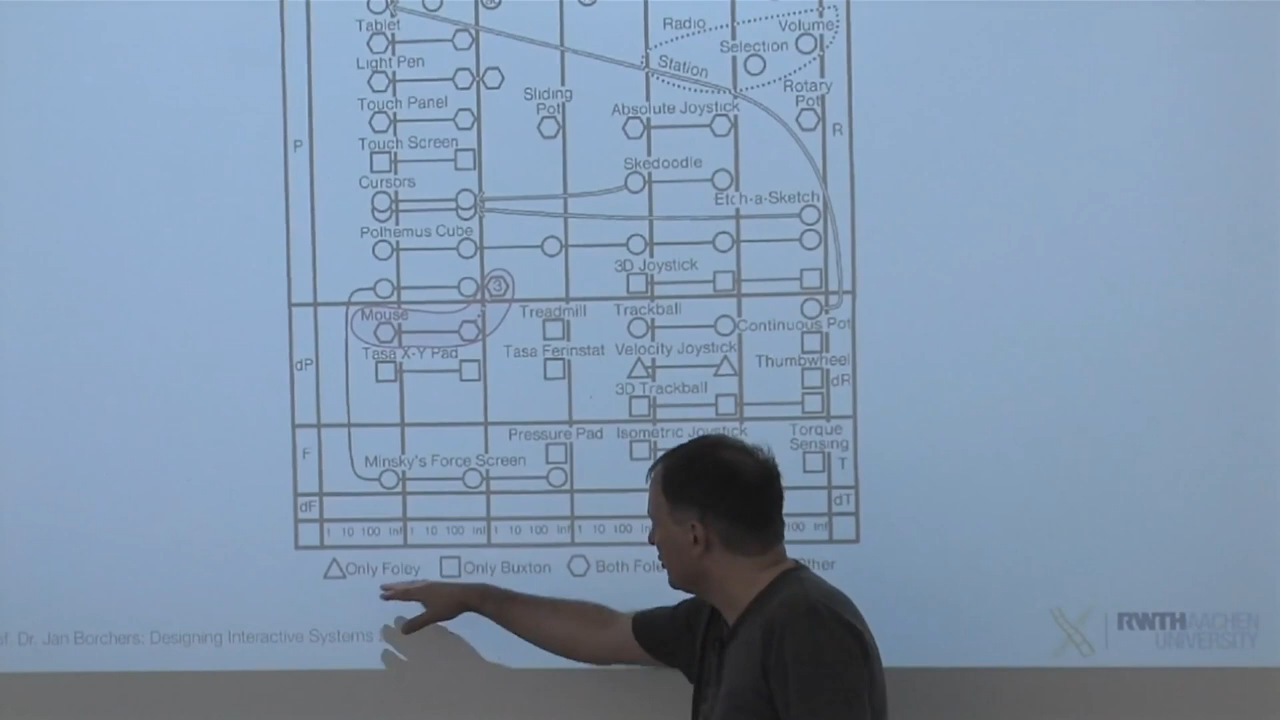 Radio
Volume
Tablet
Selection
Light Pen
Station
Sliding
Pot
Rotary
Pot
Touch Panel
Absolute Joystick
P
R
Touch Screen
Skedoodle
Cursors
Etch-a-Sketch
Polhemus Cube
3D Joystick
3
Mouse
Treadmill
Trackball
Continuous Pot
Tasa X-Y Pad
Tasa Ferinstat
Velocity Joystick
Thumbwheel
dP
dR
3D Trackball
Pressure Pad
Isometric Joystick
Torque
Sensing
F
Minsky's Force Screen
T
dF
dT
1 10 100 Inf 1 10 100 Inf 1 10 100 Inf 1 10 100
100 Inf
Only Foley
Only Buxton
Both
Dr. Jan Borchers: Designing Interactive Systems
RWTHAACHEN
UNIVERSITY